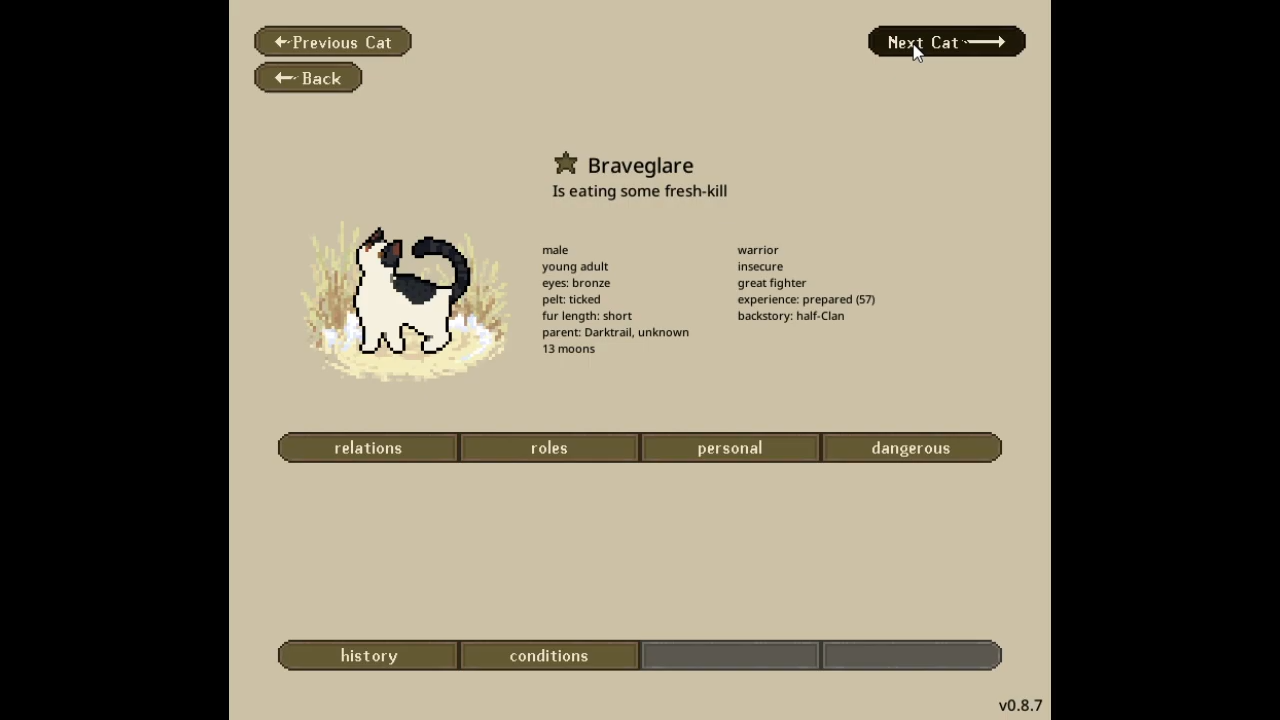 Previous Cat
Next Cat
Back
Braveglare
Is eating some fresh-kill
male
young adult
eyes: bronze
pelt: ticked
fur length: short
parent: Darktrail, unknown
13 moons
warrior
insecure
great fighter
experience: prepared (57)
backstory: half-Clan
relations
roles
personal
dangerous
history
conditions
v0.8.7